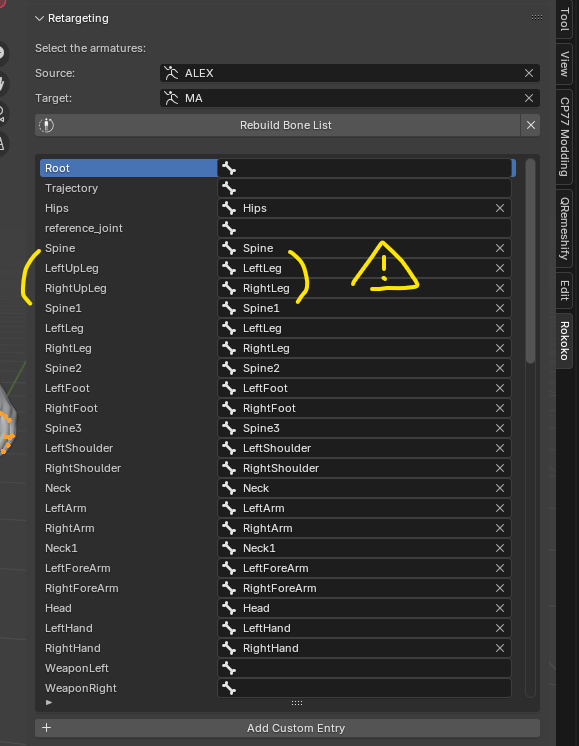 Retargeting
Select the armatures:
Source: ALEX
Target: MA
Rebuild Bone List
Root
Trajectory
Hips Hips
reference_joint
Spine Spine
LeftUpLeg LeftLeg
RightUpLeg RightLeg
Spine1 Spine1
LeftLeg LeftLeg
RightLeg RightLeg
Spine2 Spine2
LeftFoot LeftFoot
RightFoot RightFoot
Spine3 Spine3
LeftShoulder LeftShoulder
RightShoulder RightShoulder
Neck Neck
LeftArm LeftArm
RightArm RightArm
Neck1 Neck1
LeftForeArm LeftForeArm
RightForeArm RightForeArm
Head Head
LeftHand LeftHand
RightHand RightHand
WeaponLeft
WeaponRight
Add Custom Entry
Tool
View
CP77 Modding
QRemeshify
Edit
Rokoko
!